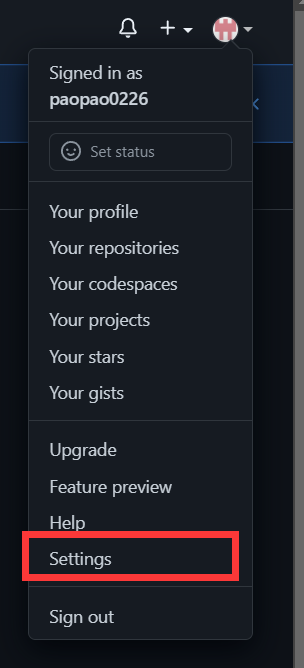 Signed in as
paopao0226
Set status
Your profile
Your repositories
Your codespaces
Your projects
Your stars
Your gists
Upgrade
Feature preview
Help
Settings
Sign out